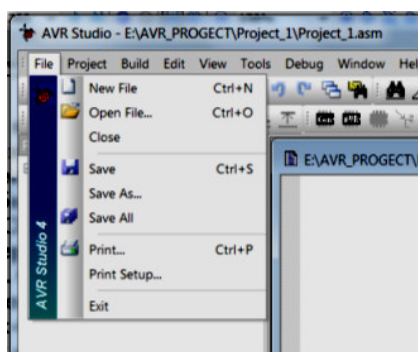 AVR Studio - E:\AVR_PROGECT\Project_1\Project_1.asm
File Project Build Edit View Tools Debug Window
New File Ctrl+N
Open File... Ctrl+O
Close
E:\AVR_PROGECT\
Save Ctrl+S
Save As...
Save All
Print... Ctrl+P
Print Setup...
Exit
AVR Studio 4